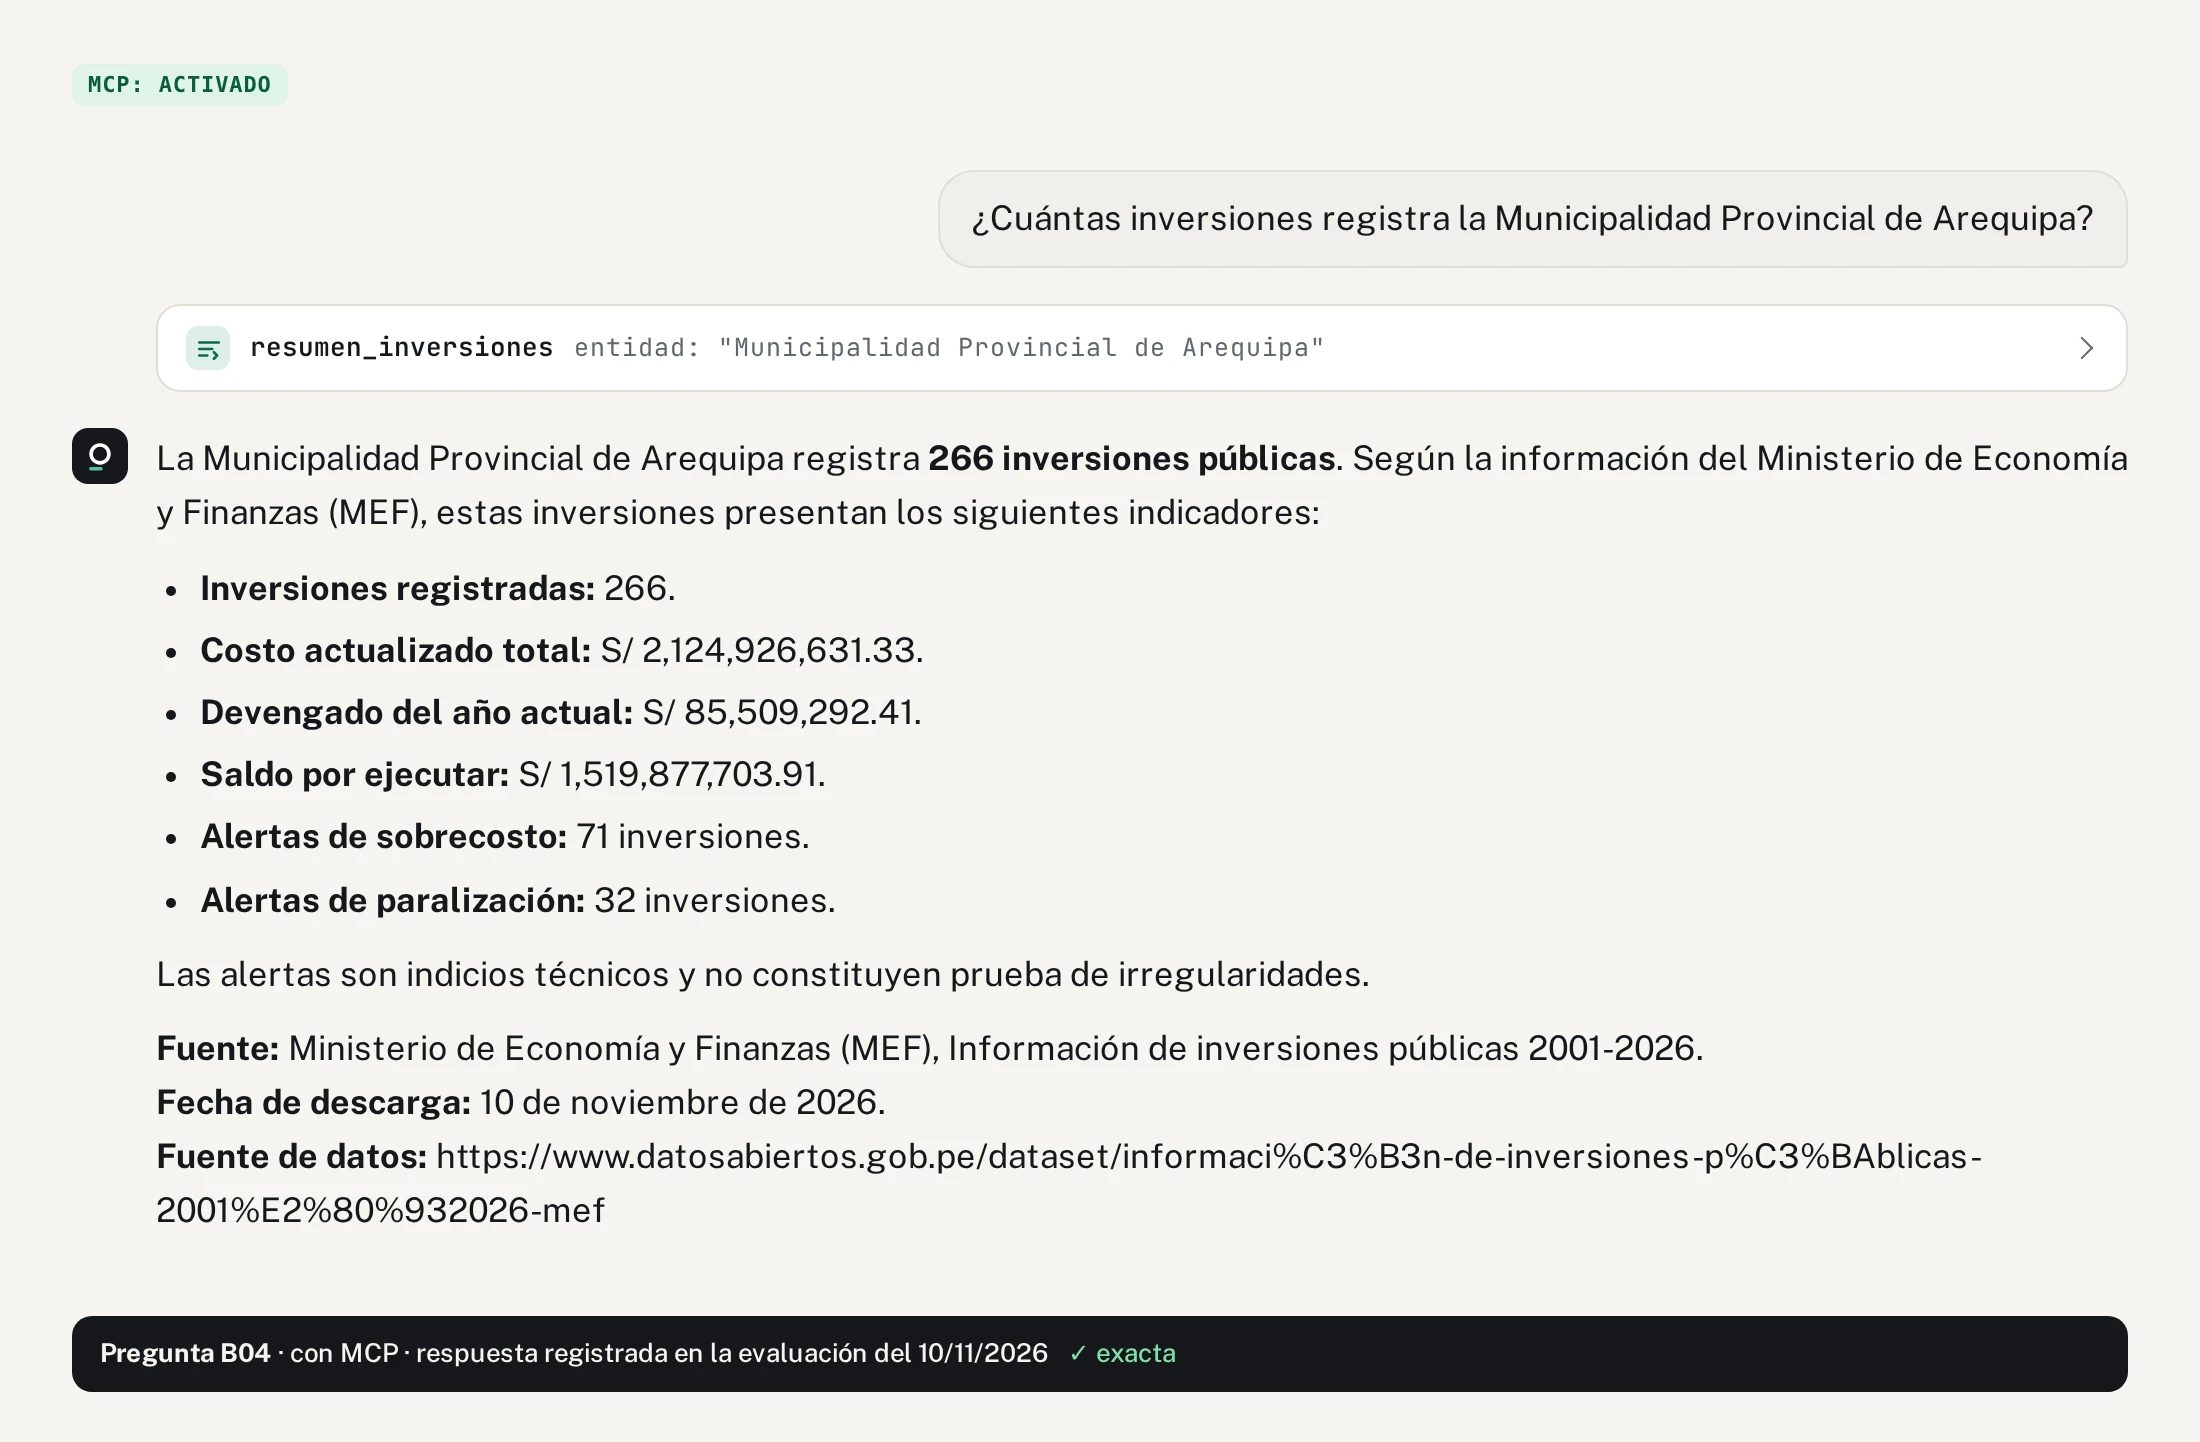 MCP: ACTIVADO
¿Cuántas inversiones registra la Municipalidad Provincial de Arequipa?
resumen_inversiones entidad: "Municipalidad Provincial de Arequipa"
La Municipalidad Provincial de Arequipa registra 266 inversiones públicas. Según la información del Ministerio de Economía
y Finanzas (MEF), estas inversiones presentan los siguientes indicadores:
• Inversiones registradas: 266.
• Costo actualizado total: S/ 2,124,926,631.33.
• Devengado del año actual: S/ 85,509,292.41.
• Saldo por ejecutar: S/ 1,519,877,703.91.
• Alertas de sobrecosto: 71 inversiones.
• Alertas de paralización: 32 inversiones.
Las alertas son indicios técnicos y no constituyen prueba de irregularidades.
Fuente: Ministerio de Economía y Finanzas (MEF), Información de inversiones públicas 2001-2026.
Fecha de descarga: 10 de noviembre de 2026.
Fuente de datos: https://www.datosabiertos.gob.pe/dataset/informaci%C3%B3n-de-inversiones-p%C3%BAblicas-
2001%E2%80%932026-mef
Pregunta B04 · con MCP · respuesta registrada en la evaluación del 10/11/2026 ✓ exacta